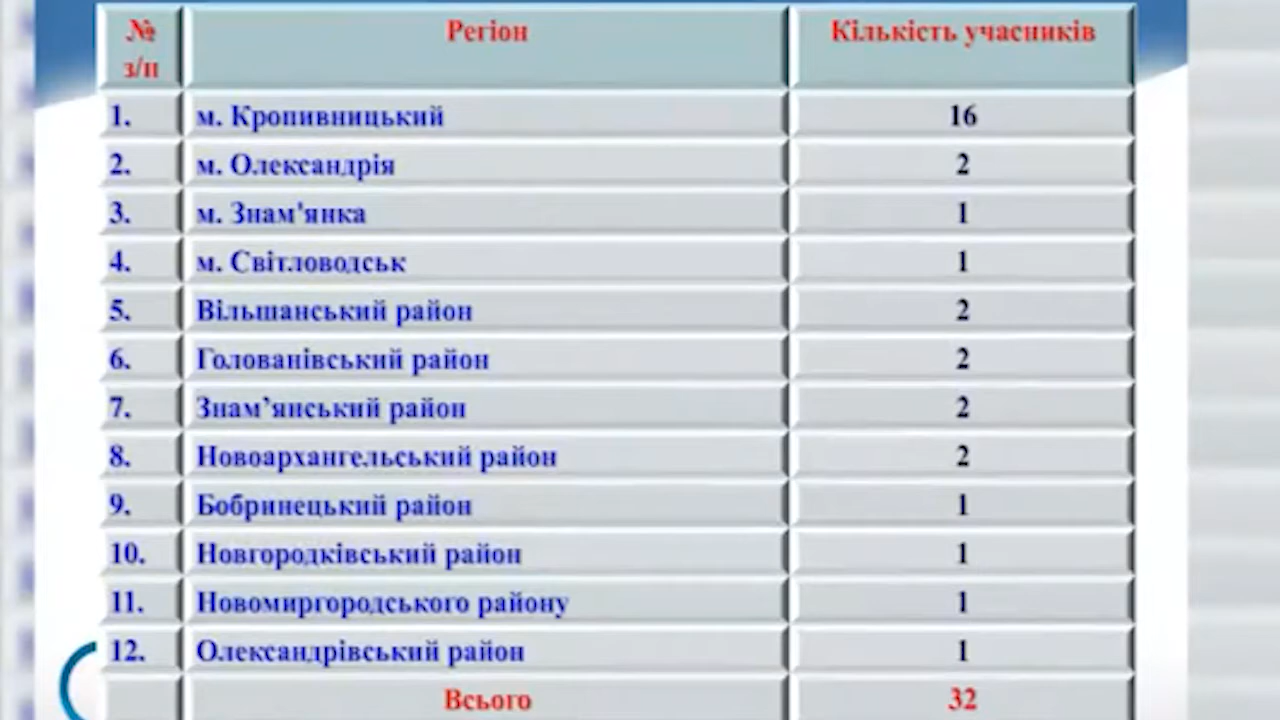 № з/п Регіон Кількість учасників
1. м. Кропивницький 16
2. м. Олександрія 2
3. м. Знам'янка 1
4. м. Світловодськ 1
5. Вільшанський район 2
6. Голованівський район 2
7. Знам’янський район 2
8. Новоархангельський район 2
9. Бобринецький район 1
10. Новгородківський район 1
11. Новомиргородського району 1
12. Олександрівський район 1
Всього 32